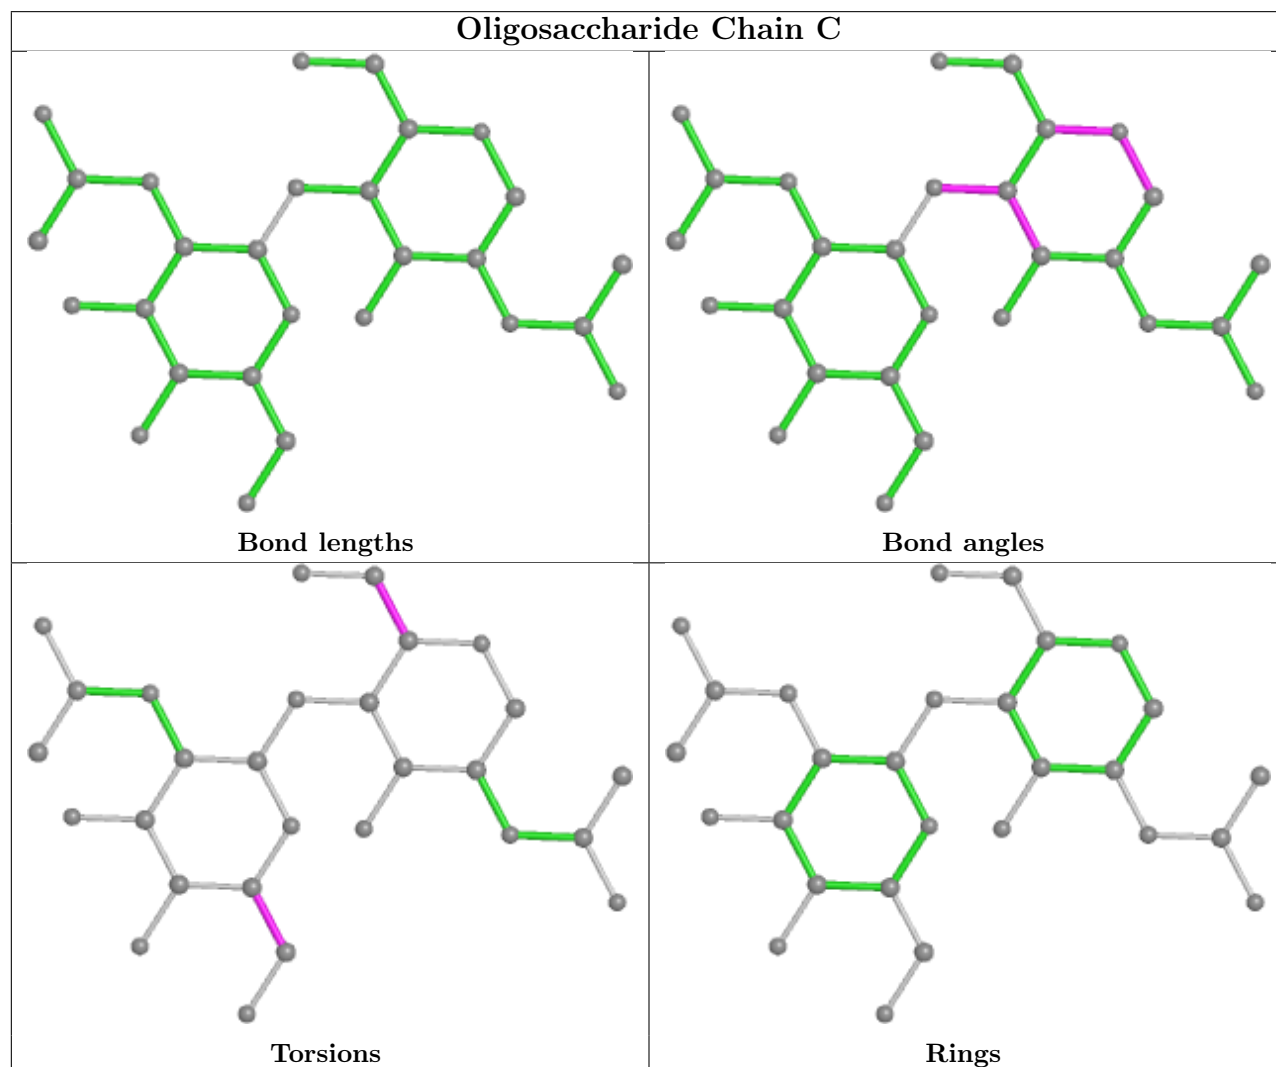 Oligosaccharide Chain C
Bond lengths
Bond angles
Torsions
Rings